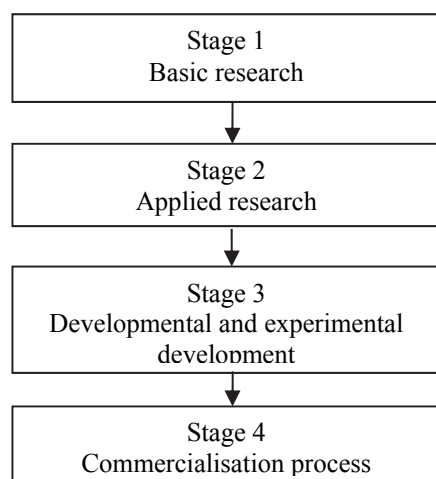 Stage 1
Basic research
Stage 2
Applied research
Stage 3
Developmental and experimental
development
Stage 4
Commercialisation process